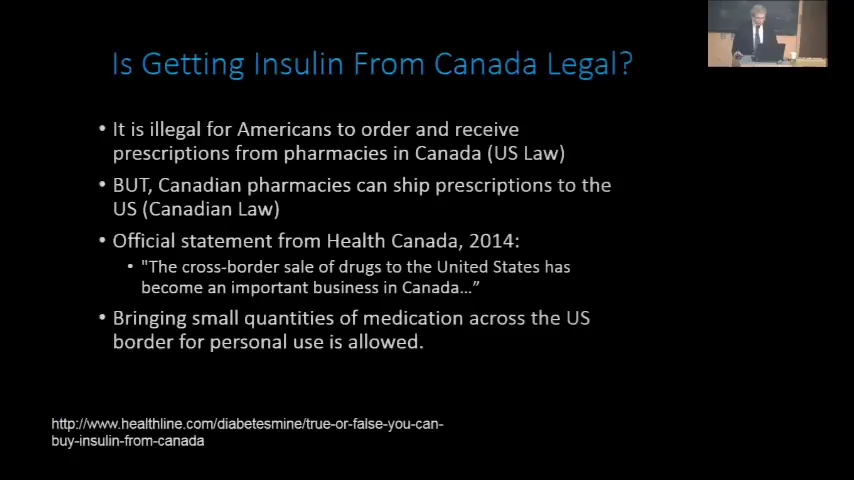 Is Getting Insulin From Canada Legal?
• It is illegal for Americans to order and receive
prescriptions from pharmacies in Canada (US Law)
• BUT, Canadian pharmacies can ship prescriptions to the
US (Canadian Law)
• Official statement from Health Canada, 2014:
• "The cross-border sale of drugs to the United States has
become an important business in Canada…”
• Bringing small quantities of medication across the US
border for personal use is allowed.
http://www.healthline.com/diabetesmine/true-or-false-you-can-
buy-insulin-from-canada